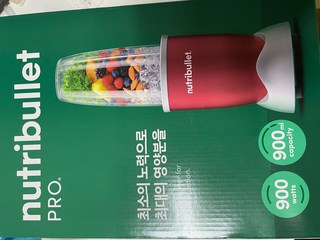 nutribullet
PRO.
nutribullet.
최소의 노력으로
최대의 영양분을
900 ml
capacity
900
watts